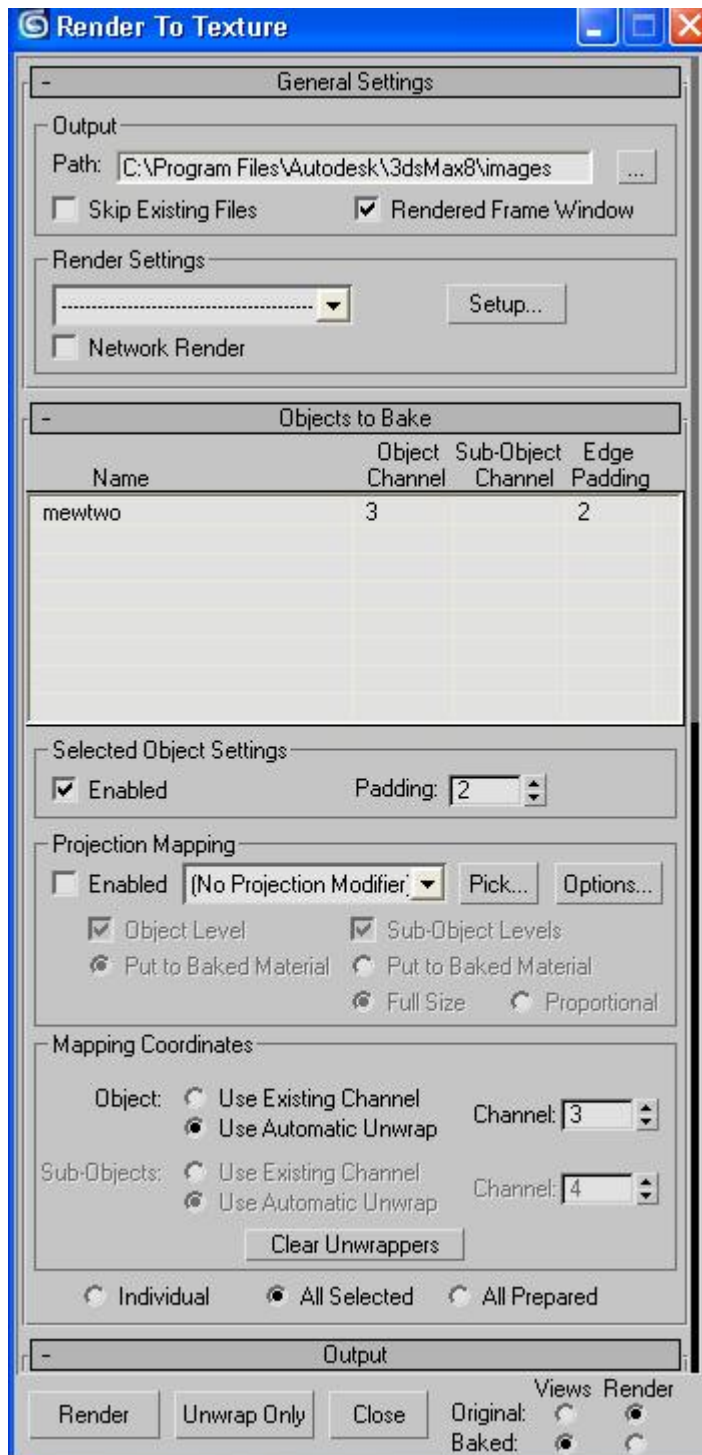 Render To Texture
General Settings
Output
Path: C:\Program Files\Autodesk\3dsMax8\images ...
Skip Existing Files Rendered Frame Window
Render Settings
--------------------------------------- Setup...
Network Render
Objects to Bake
Object Sub-Object Edge
Name Channel Channel Padding
mewtwo 3 2
Selected Object Settings
Enabled Padding: 2
Projection Mapping
Enabled (No Projection Modifier) Pick... Options...
Object Level Sub-Object Levels
Put to Baked Material Put to Baked Material
Full Size Proportional
Mapping Coordinates
Object: Use Existing Channel
Use Automatic Unwrap Channel: 3
Sub-Objects: Use Existing Channel
Use Automatic Unwrap Channel: 4
Clear Unwrappers
Individual All Selected All Prepared
Output
Views Render
Render Unwrap Only Close Original:
Baked: